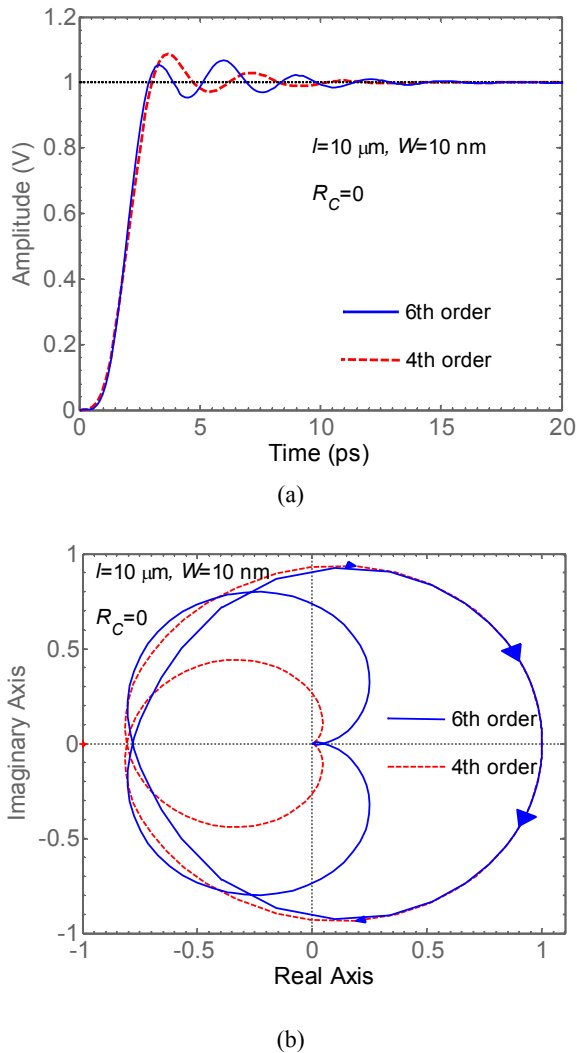 1.2
1
0.8
0.6
0.4
0.2
0
0 5 10 15 20
Amplitude (V)
Time (ps)
l=10 μm, W=10 nm
R_C=0
6th order
4th order
(a)
1
0.5
0
-0.5
-1
-1 -0.5 0 0.5 1
Imaginary Axis
Real Axis
l=10 μm, W=10 nm
R_C=0
6th order
4th order
(b)